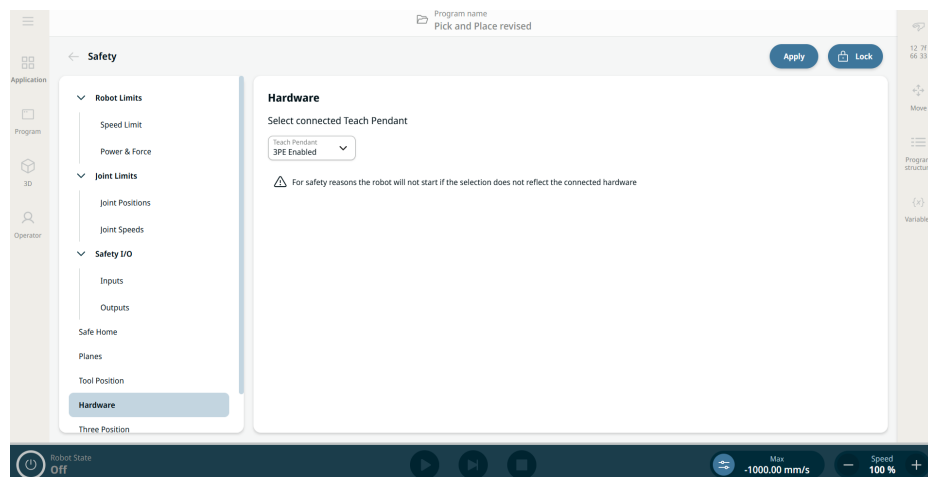 Program name
Pick and Place revised
Safety
Apply
Lock
Application
Program
3D
Operator
Robot Limits
Speed Limit
Power & Force
Joint Limits
Joint Positions
Joint Speeds
Safety I/O
Inputs
Outputs
Safe Home
Planes
Tool Position
Hardware
Three Position
Hardware
Select connected Teach Pendant
Teach Pendant
3PE Enabled
For safety reasons the robot will not start if the selection does not reflect the connected hardware
12 7F
66 33
Move
Program
structur
{x}
Variable
Robot State
Off
Max
-1000.00 mm/s
Speed
100 %